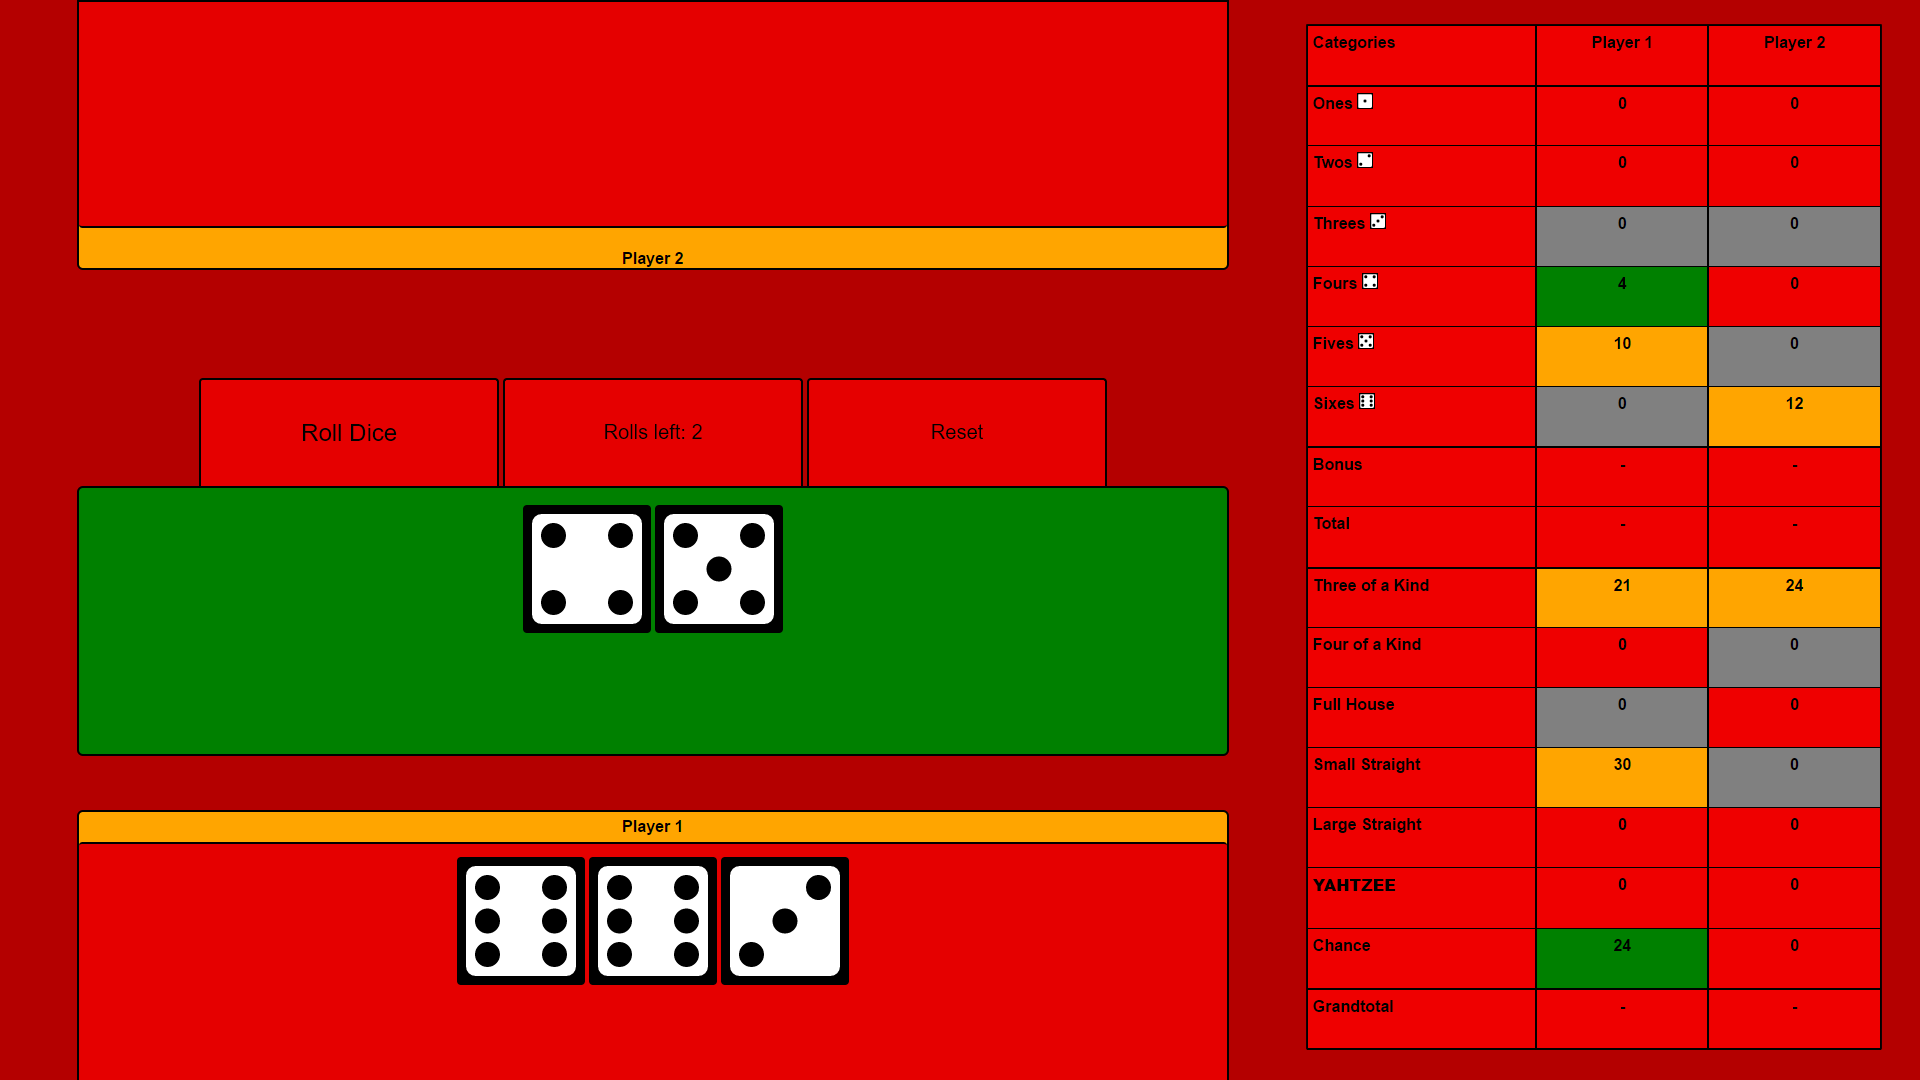 Player 2
Roll Dice
Rolls left: 2
Reset
Player 1
Categories Player 1 Player 2
Ones 0 0
Twos 0 0
Threes 0 0
Fours 4 0
Fives 10 0
Sixes 0 12
Bonus - -
Total - -
Three of a Kind 21 24
Four of a Kind 0 0
Full House 0 0
Small Straight 30 0
Large Straight 0 0
YAHTZEE 0 0
Chance 24 0
Grandtotal - -